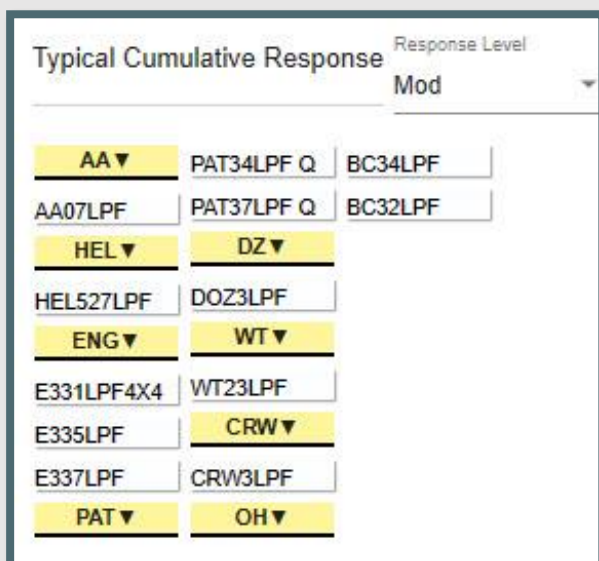 Typical Cumulative Response
Response Level
Mod
AA▼
AA07LPF
HEL▼
HEL527LPF
ENG▼
E331LPF4X4
E335LPF
E337LPF
PAT▼
PAT34LPF Q
PAT37LPF Q
DZ▼
DOZ3LPF
WT▼
WT23LPF
CRW▼
CRW3LPF
OH▼
BC34LPF
BC32LPF